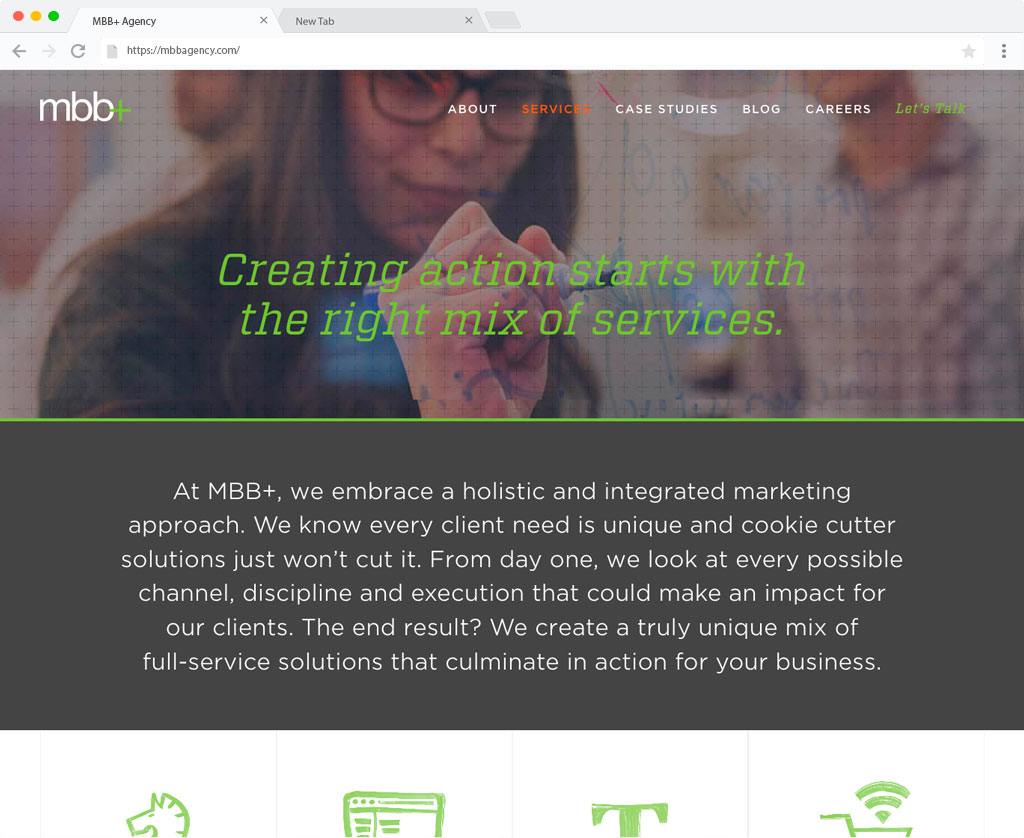 MBB+ Agency
New Tab
https://mbbagency.com/
mbb+
ABOUT SERVICES CASE STUDIES BLOG CAREERS Let's Talk
Creating action starts with
the right mix of services.
At MBB+, we embrace a holistic and integrated marketing
approach. We know every client need is unique and cookie cutter
solutions just won’t cut it. From day one, we look at every possible
channel, discipline and execution that could make an impact for
our clients. The end result? We create a truly unique mix of
full-service solutions that culminate in action for your business.
T